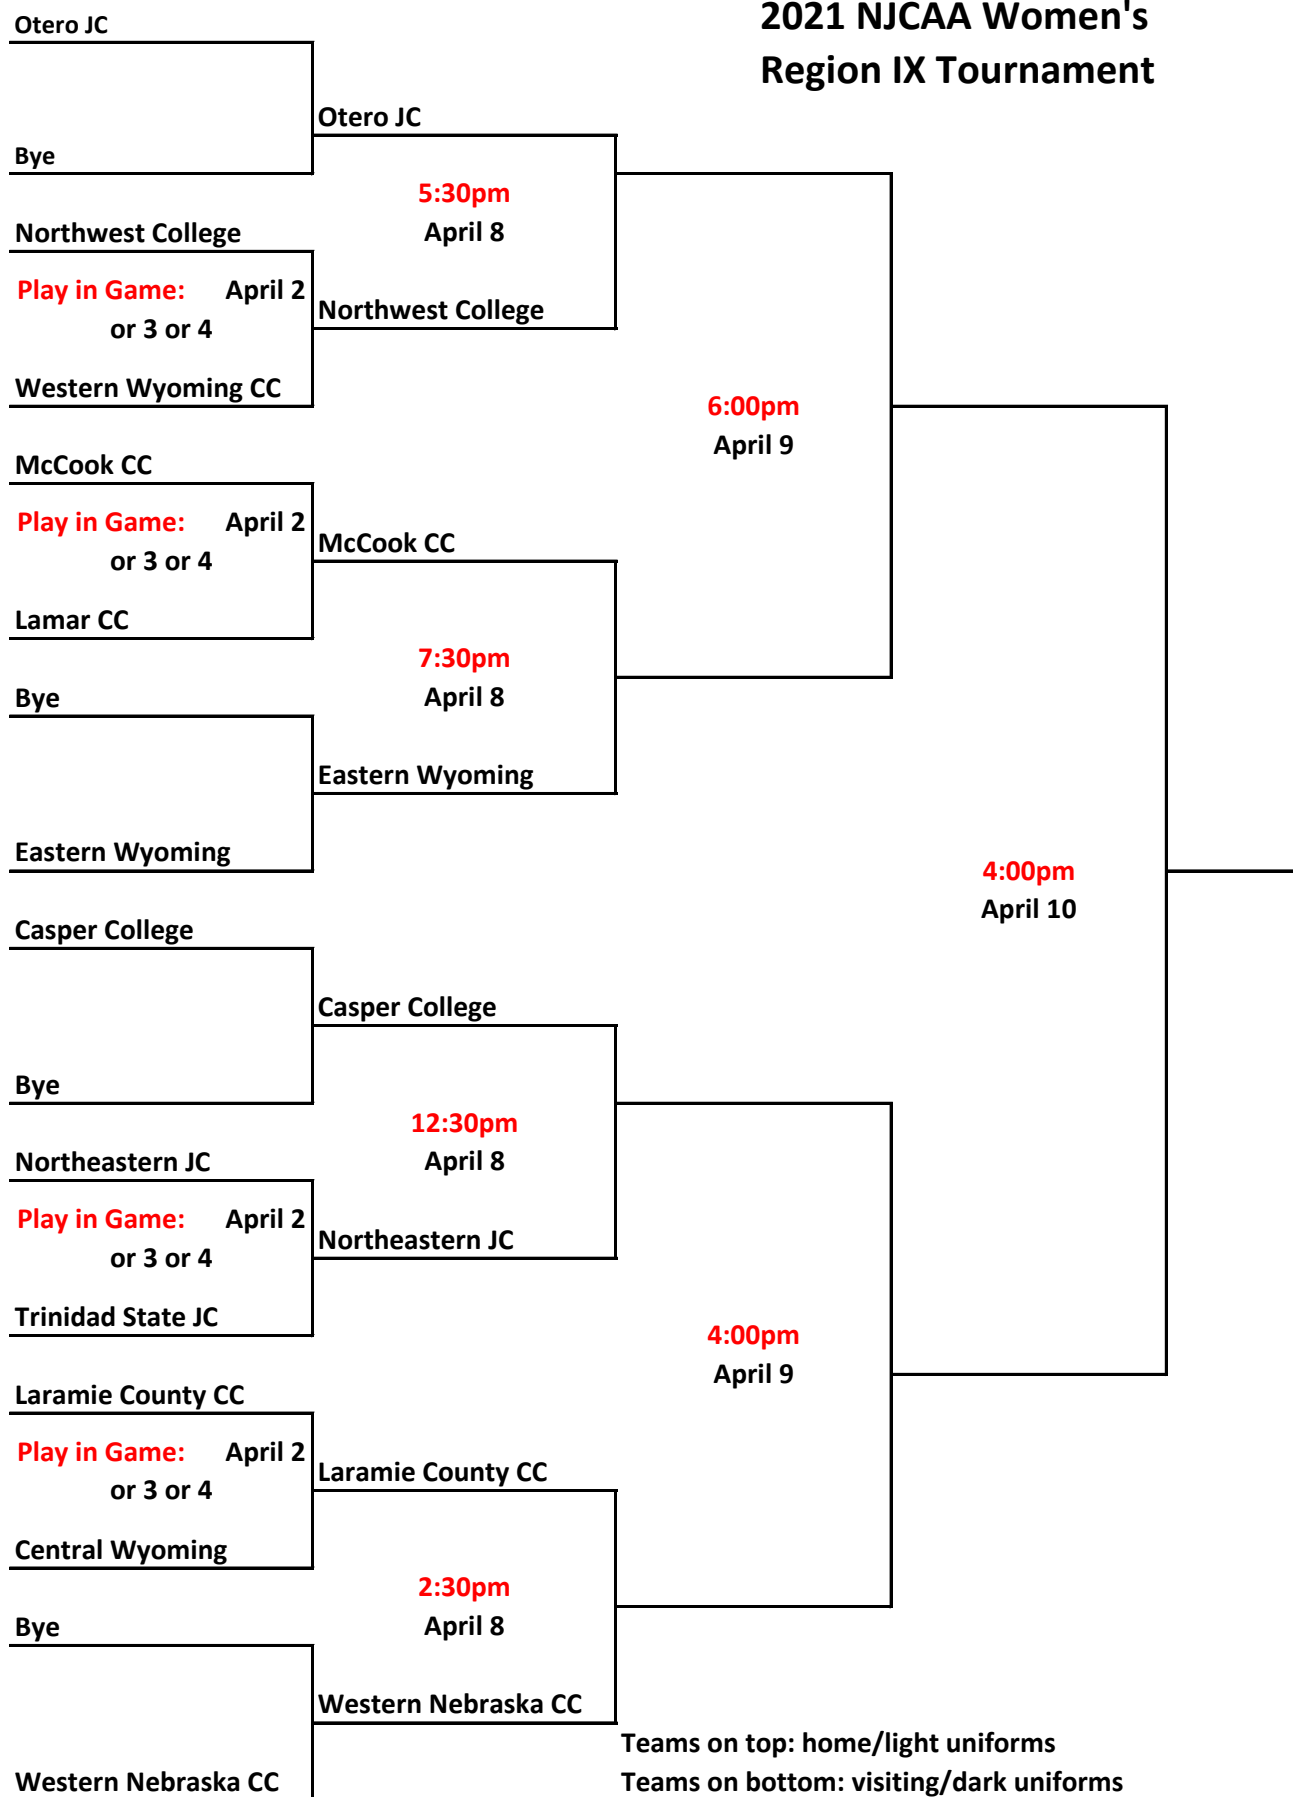 2021 NJCAA Women's
Region IX Tournament
Otero JC
Otero JC
Bye
5:30pm
April 8
Northwest College
Play in Game: April 2
or 3 or 4
Northwest College
Western Wyoming CC
6:00pm
April 9
McCook CC
Play in Game: April 2
or 3 or 4
McCook CC
Lamar CC
7:30pm
April 8
Bye
Eastern Wyoming
Eastern Wyoming
4:00pm
April 10
Casper College
Casper College
Bye
12:30pm
April 8
Northeastern JC
Play in Game: April 2
or 3 or 4
Northeastern JC
Trinidad State JC
4:00pm
April 9
Laramie County CC
Play in Game: April 2
or 3 or 4
Laramie County CC
Central Wyoming
2:30pm
April 8
Bye
Western Nebraska CC
Western Nebraska CC
Teams on top: home/light uniforms
Teams on bottom: visiting/dark uniforms